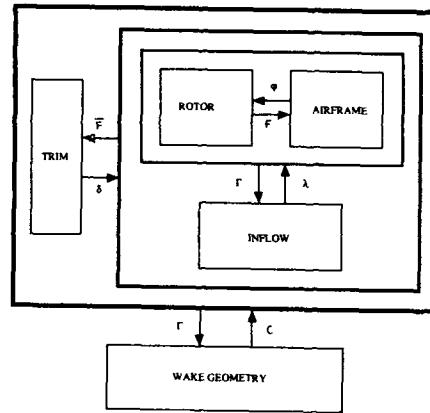 φ
ROTOR
AIRFRAME
F
F̅
TRIM
δ
Γ
λ
INFLOW
Γ
C
WAKE GEOMETRY